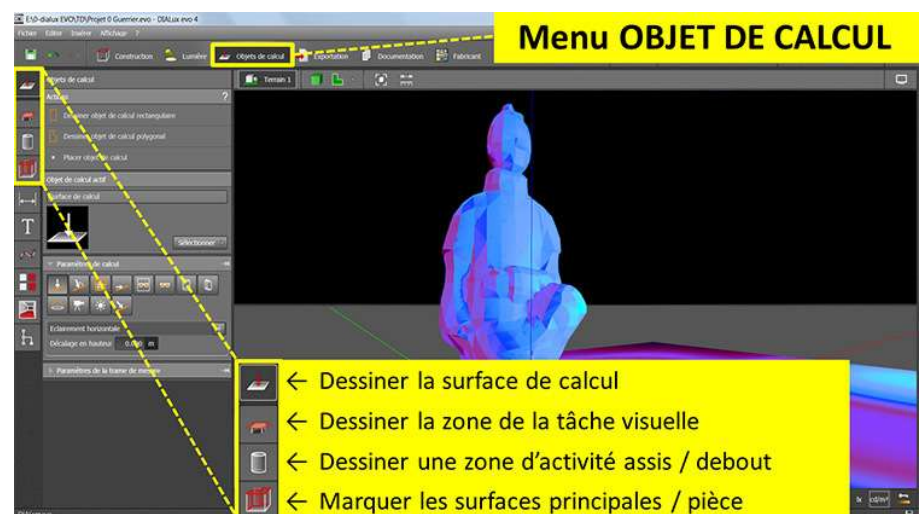 E:\0-dialux EVO\TD\Projet 0 Guerrier.evo - DIALux evo 4
Fichier Editer Insérer Affichage ?
Menu OBJET DE CALCUL
Construction Lumière Objets de calcul Exportation Documentation Fabricant
Objets de calcul
Terrain 1
Actions ?
Dessiner objet de calcul rectangulaire
Dessiner objet de calcul polygonal
Placer objet de calcul
Objet de calcul actif
Surface de calcul
T
Sélectionner
Paramètres de calcul
Eclairement horizontale
Décalage en hauteur m
Paramètres de la trame de mesure
← Dessiner la surface de calcul
← Dessiner la zone de la tâche visuelle
← Dessiner une zone d'activité assis / debout
← Marquer les surfaces principales / pièce
lx cd/m²